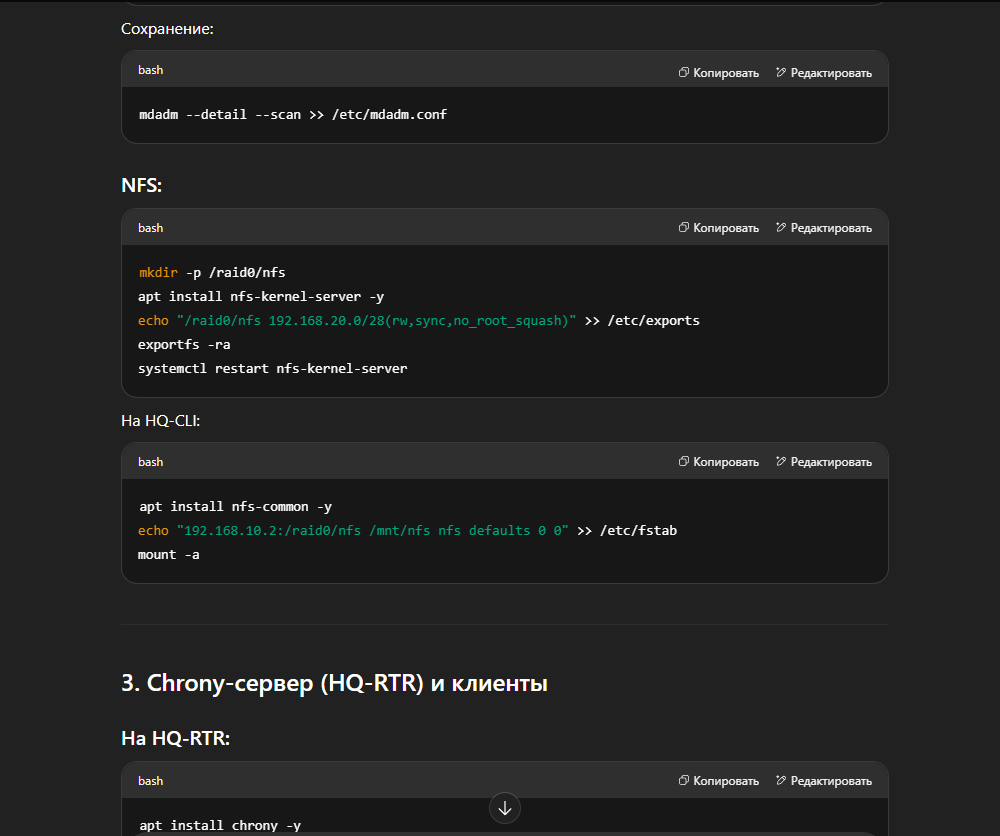 Сохранение:
bash
Копировать
Редактировать
mdadm --detail --scan >> /etc/mdadm.conf
NFS:
bash
Копировать
Редактировать
mkdir -p /raid0/nfs
apt install nfs-kernel-server -y
echo "/raid0/nfs 192.168.20.0/28(rw,sync,no_root_squash)" >> /etc/exports
exportfs -ra
systemctl restart nfs-kernel-server
На HQ-CLI:
bash
Копировать
Редактировать
apt install nfs-common -y
echo "192.168.10.2:/raid0/nfs /mnt/nfs nfs defaults 0 0" >> /etc/fstab
mount -a
3. Chrony-сервер (HQ-RTR) и клиенты
На HQ-RTR:
bash
Копировать
Редактировать
apt install chrony -y